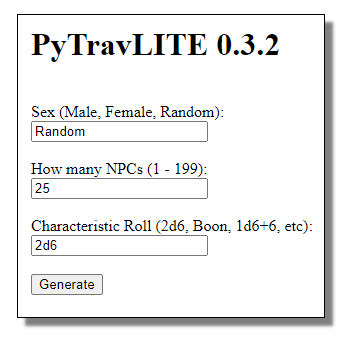 PyTravLITE 0.3.2
Sex (Male, Female, Random):
Random
How many NPCs (1 - 199):
25
Characteristic Roll (2d6, Boon, 1d6+6, etc):
2d6
Generate